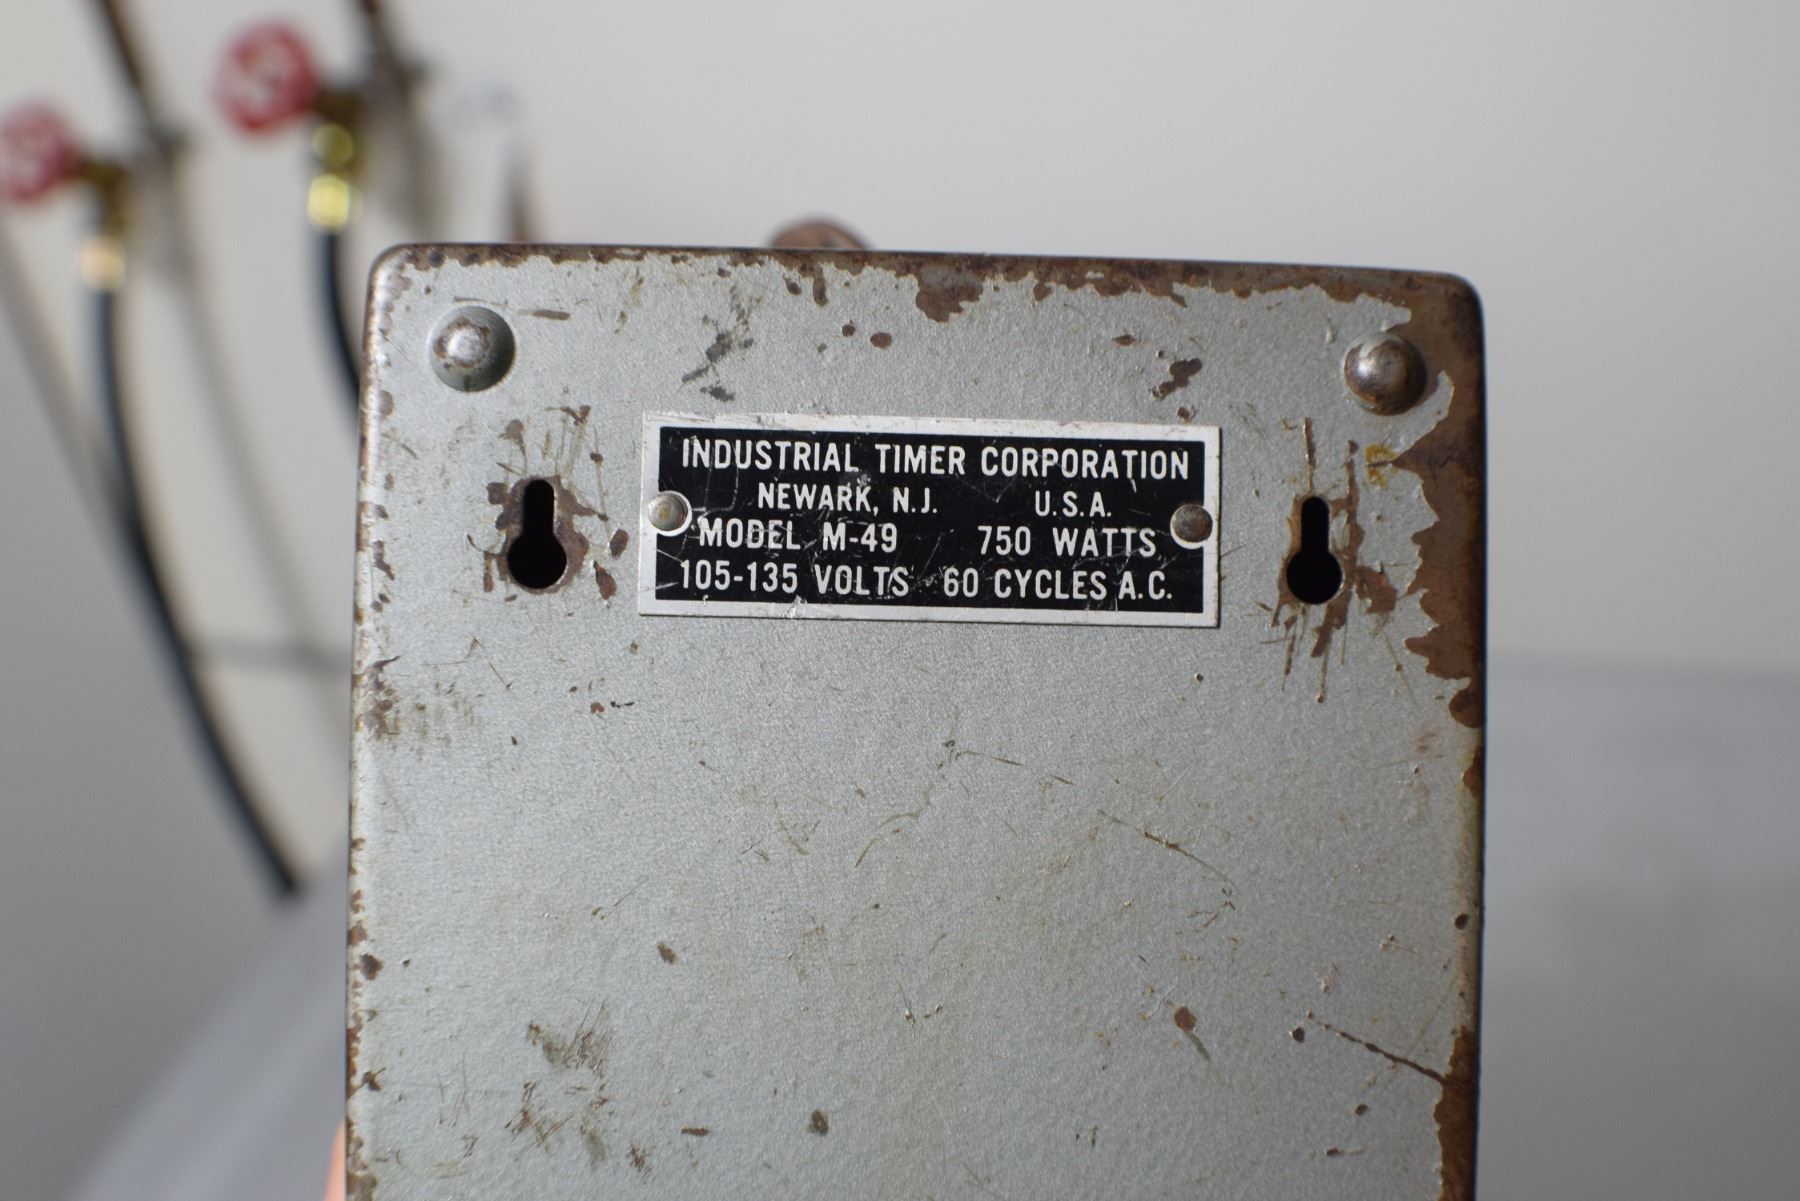 INDUSTRIAL TIMER CORPORATION
NEWARK, N.J. U.S.A.
MODEL M-49 750 WATTS
105-135 VOLTS 60 CYCLES A.C.